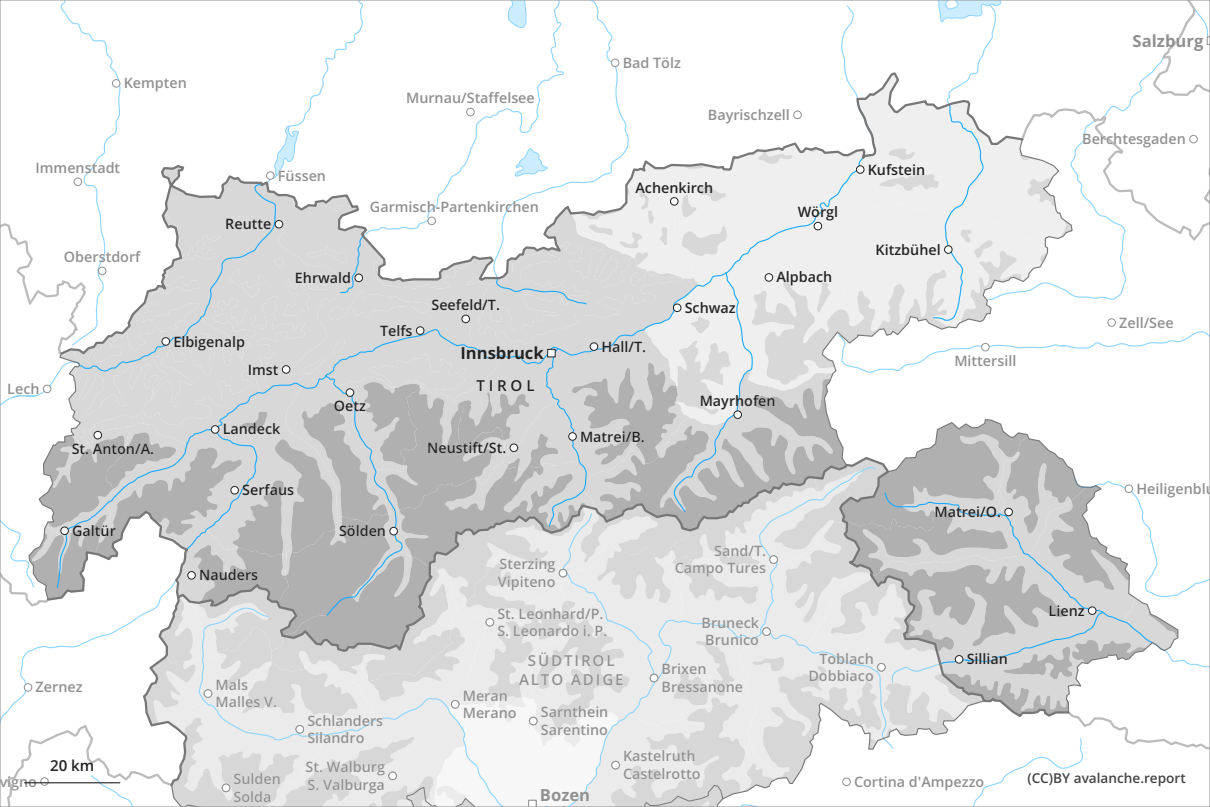 Salzburg
Bad Tölz
Kempten
Murnau/Staffelsee
Bayrischzell
Berchtesgaden
Immenstadt
Füssen
Kufstein
Achenkirch
Garmisch-Partenkirchen
Wörgl
Reutte
Kitzbühel
Oberstdorf
Ehrwald
Alpbach
Seefeld/T.
Schwaz
Zell/See
Telfs
Elbigenalp
Innsbruck
Hall/T.
Mittersill
Imst
TIROL
Lech
Oetz
Mayrhofen
Landeck
Matrei/B.
St. Anton/A.
Neustift/St.
Serfaus
Heiligenblu
Matrei/O.
Galtür
Sölden
Sand/T.
Campo Tures
Sterzing
Vipiteno
Nauders
Lienz
St. Leonhard/P.
S. Leonardo i. P.
Bruneck
Brunico
SÜDTIROL
ALTO ADIGE
Toblach
Dobbiaco
Sillian
Brixen
Bressanone
Zernez
Mals
Malles V.
Meran
Merano
Sarnthein
Sarentino
Schlanders
Silandro
Kastelruth
Castelrotto
St. Walburg
S. Valburga
20 km
vigno
Sulden
Solda
Cortina d'Ampezzo
(CC)BY avalanche.report
Bozen